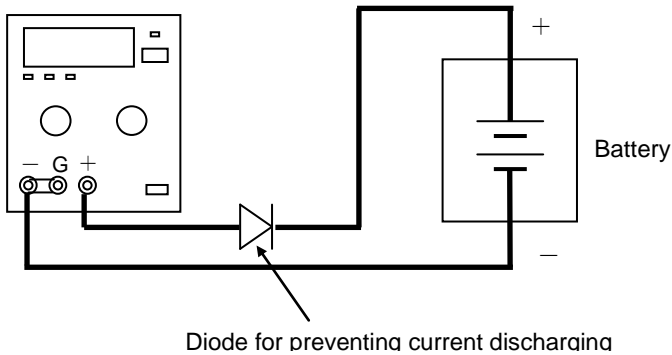 +
Battery
− G +
−
Diode for preventing current discharging